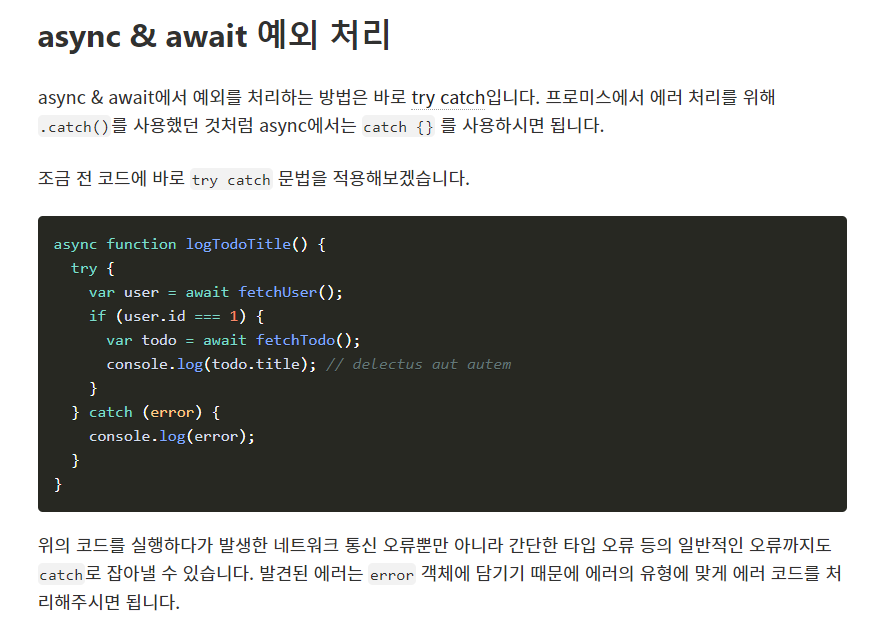 async & await 예외 처리
async & await에서 예외를 처리하는 방법은 바로 try catch입니다. 프로미스에서 에러 처리를 위해
.catch()를 사용했던 것처럼 async에서는 catch {} 를 사용하시면 됩니다.
조금 전 코드에 바로 try catch 문법을 적용해보겠습니다.
async function logTodoTitle() {
  try {
    var user = await fetchUser();
    if (user.id === 1) {
      var todo = await fetchTodo();
      console.log(todo.title); // delectus aut autem
    }
  } catch (error) {
    console.log(error);
  }
}
위의 코드를 실행하다가 발생한 네트워크 통신 오류뿐만 아니라 간단한 타입 오류 등의 일반적인 오류까지도
catch로 잡아낼 수 있습니다. 발견된 에러는 error 객체에 담기기 때문에 에러의 유형에 맞게 에러 코드를 처
리해주시면 됩니다.